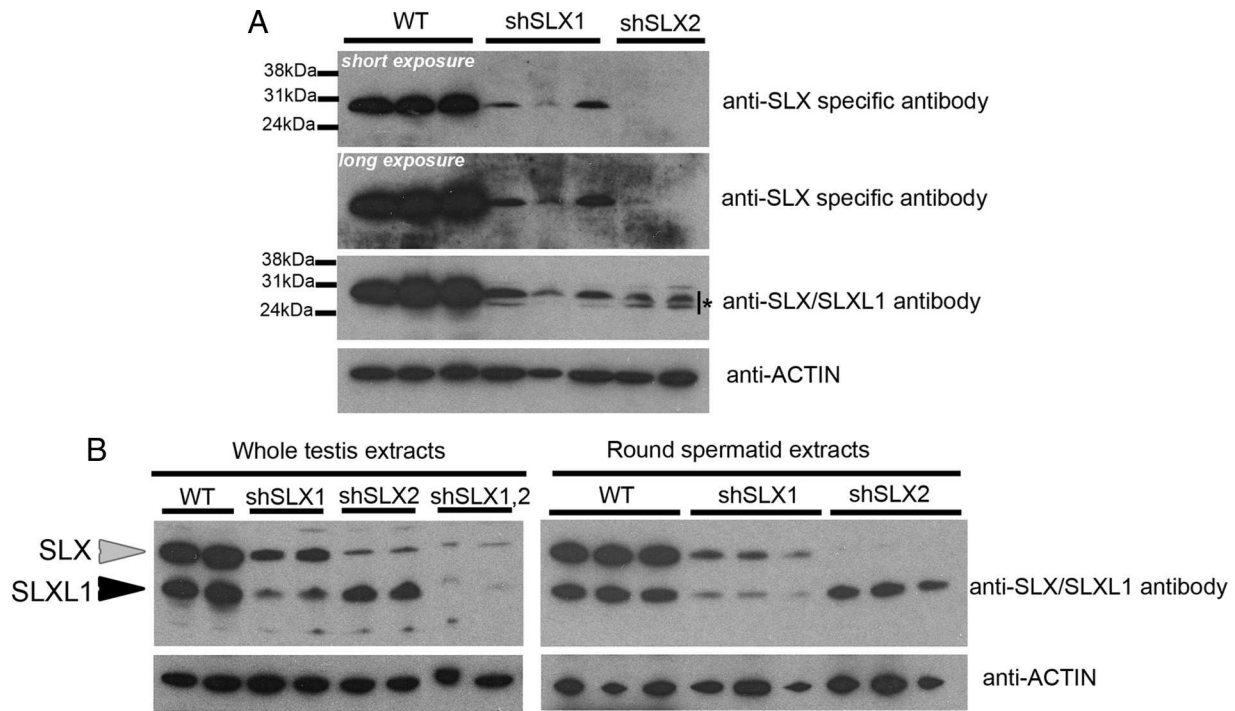 A
WT shSLX1 shSLX2
short exposure
38kDa
31kDa
24kDa
anti-SLX specific antibody
long exposure
anti-SLX specific antibody
38kDa
31kDa
24kDa
* anti-SLX/SLXL1 antibody
anti-ACTIN
B
Whole testis extracts Round spermatid extracts
WT shSLX1 shSLX2 shSLX1,2 WT shSLX1 shSLX2
SLX
SLXL1
anti-SLX/SLXL1 antibody
anti-ACTIN